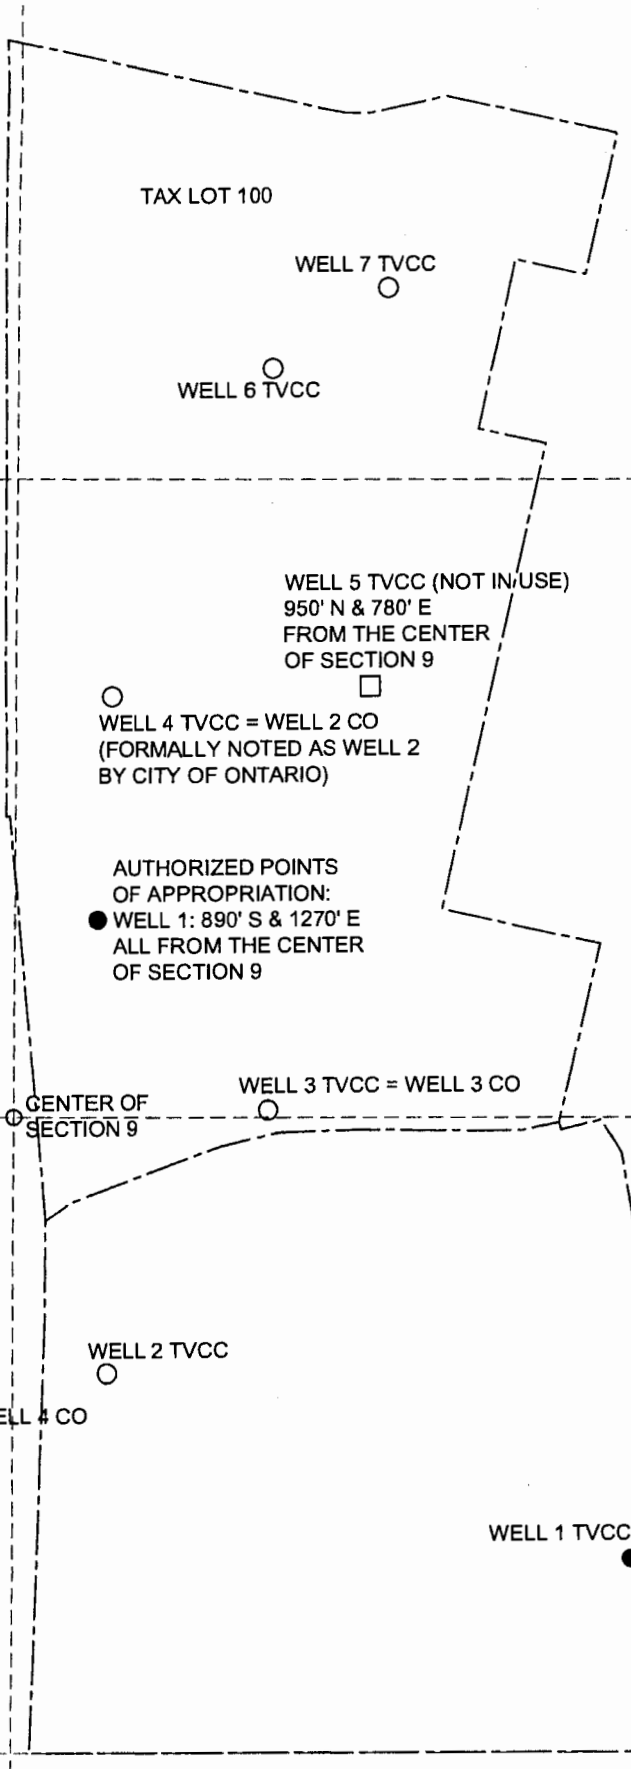 TAX LOT 100
WELL 7 TVCC
WELL 6 TVCC
WELL 5 TVCC (NOT IN USE)
950' N & 780' E
FROM THE CENTER
OF SECTION 9
WELL 4 TVCC = WELL 2 CO
(FORMALLY NOTED AS WELL 2
BY CITY OF ONTARIO)
AUTHORIZED POINTS
OF APPROPRIATION:
WELL 1: 890' S & 1270' E
ALL FROM THE CENTER
OF SECTION 9
WELL 3 TVCC = WELL 3 CO
CENTER OF
SECTION 9
WELL 2 TVCC
ELL 4 CO
WELL 1 TVCC